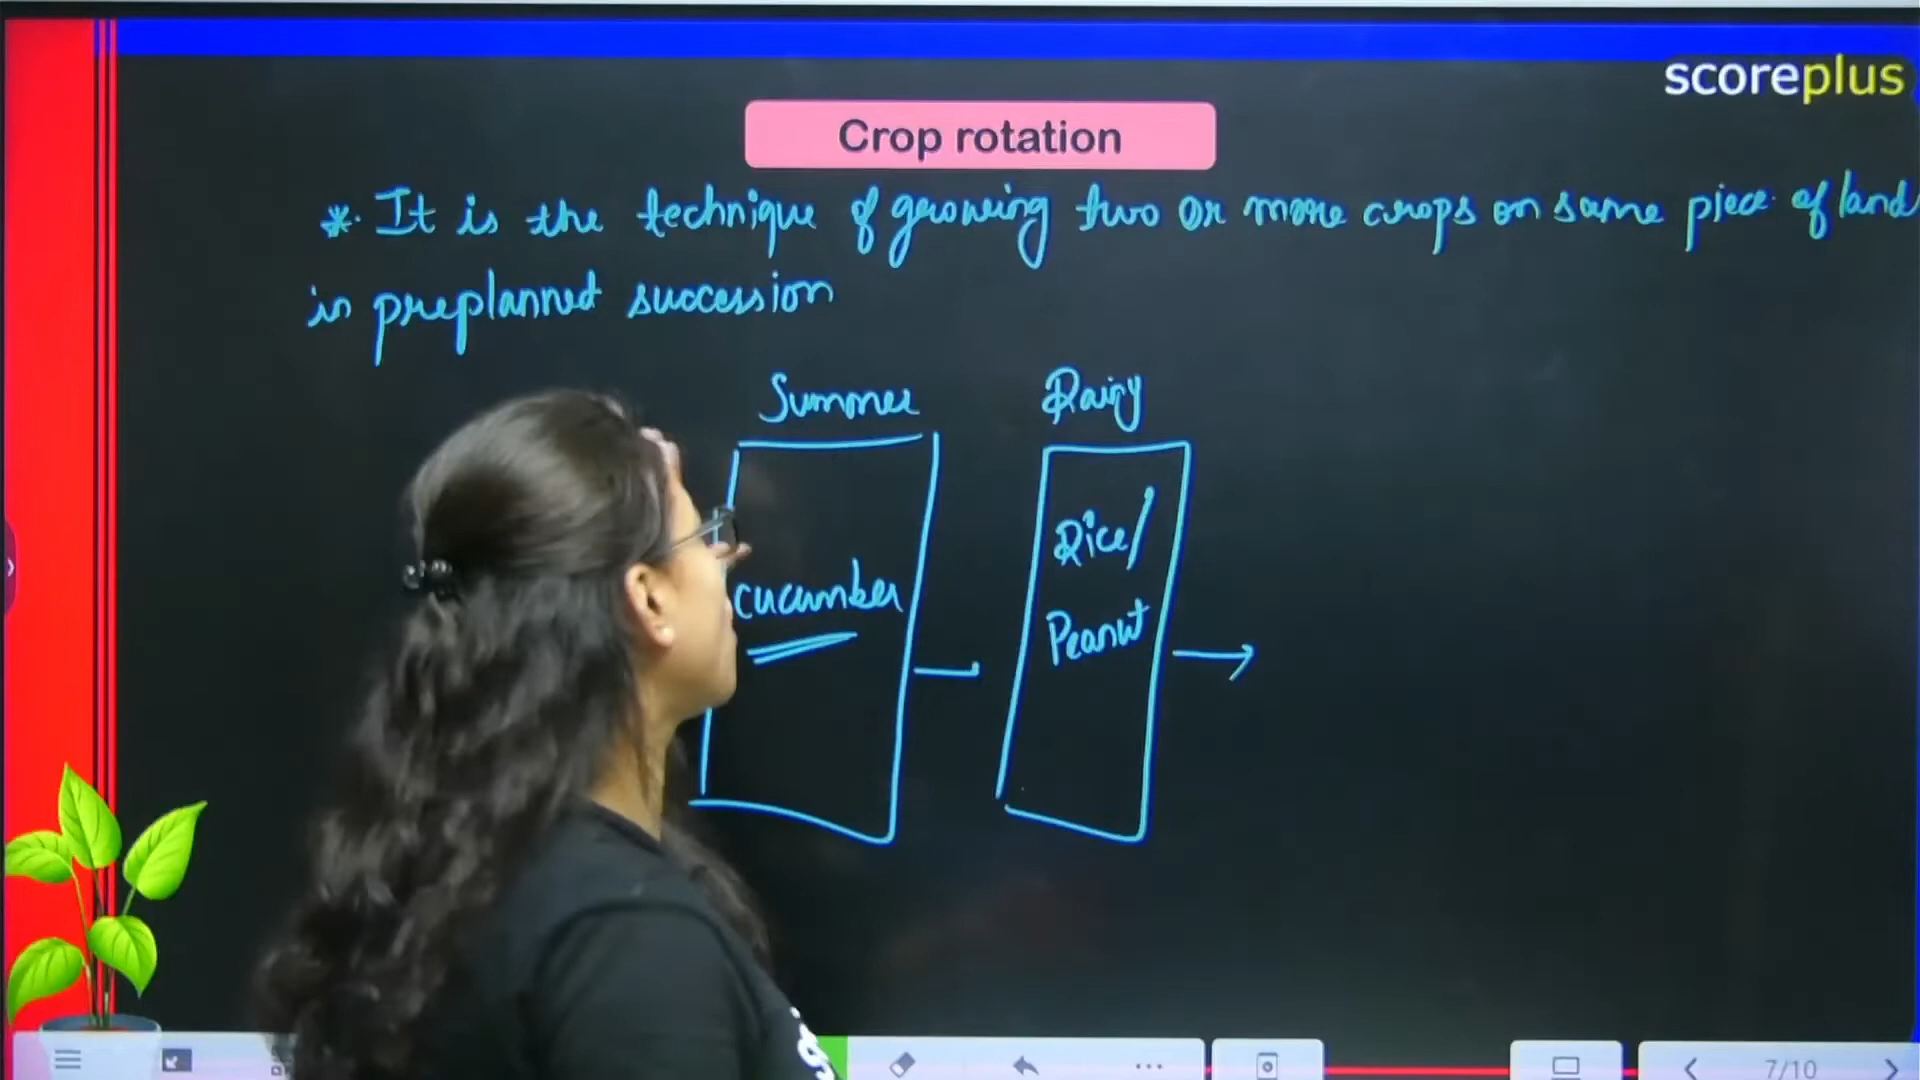 scoreplus
Crop rotation
*. It is the technique of growing two or more crops on same piece of land
in preplanned succession
Summer
Rainy
cucumber
Rice/
Peanut
7/10